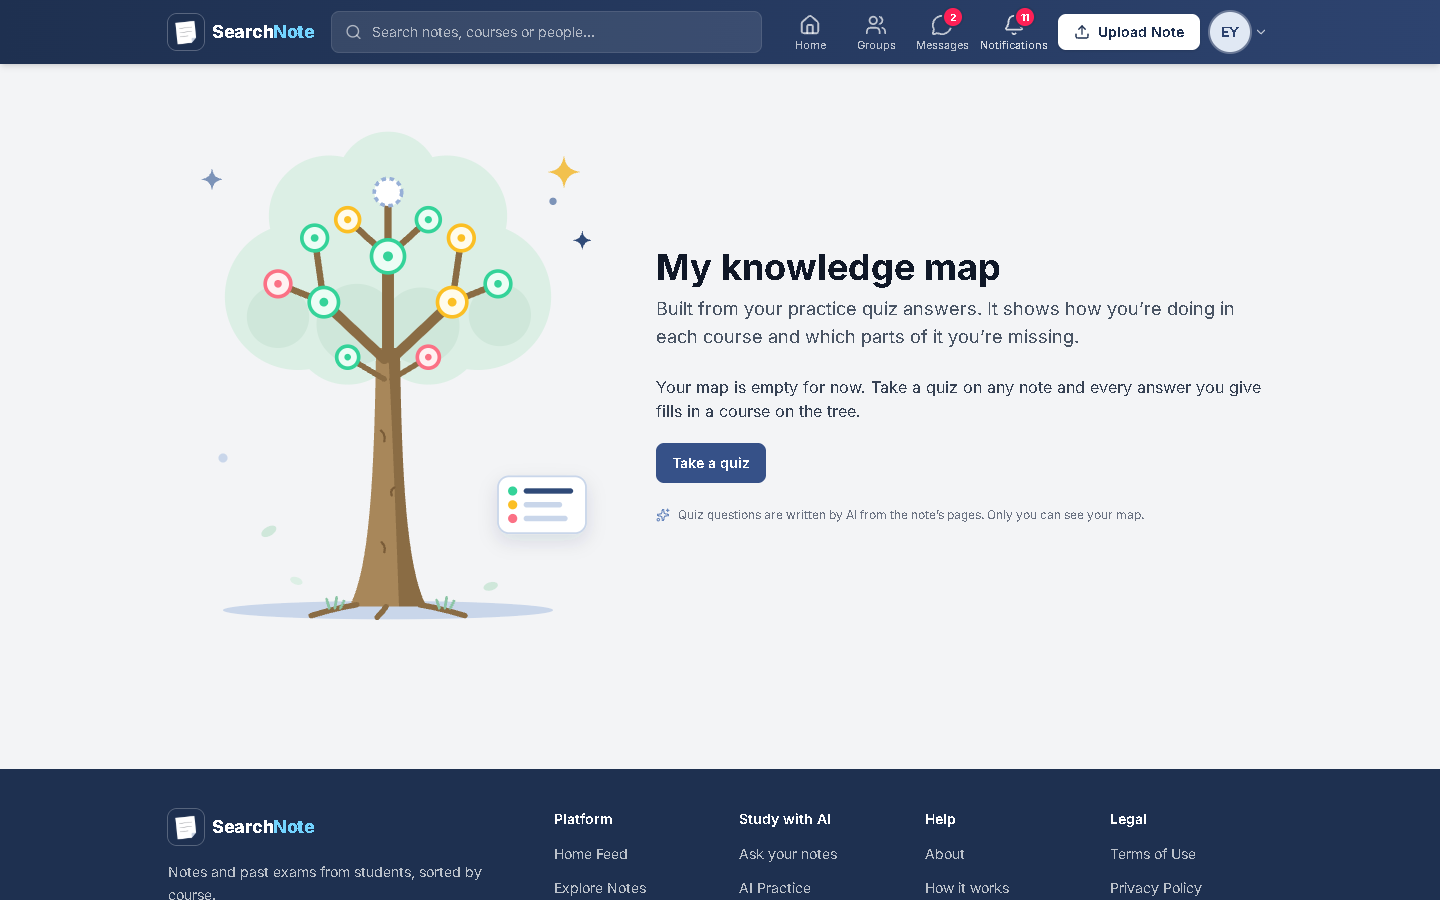 SearchNote
Search notes, courses or people...
Home
Groups
2
Messages
11
Notifications
Upload Note
EY
My knowledge map
Built from your practice quiz answers. It shows how you’re doing in
each course and which parts of it you’re missing.
Your map is empty for now. Take a quiz on any note and every answer you give
fills in a course on the tree.
Take a quiz
Quiz questions are written by AI from the note’s pages. Only you can see your map.
SearchNote
Notes and past exams from students, sorted by
course.
Platform
Home Feed
Explore Notes
Study with AI
Ask your notes
AI Practice
Help
About
How it works
Legal
Terms of Use
Privacy Policy